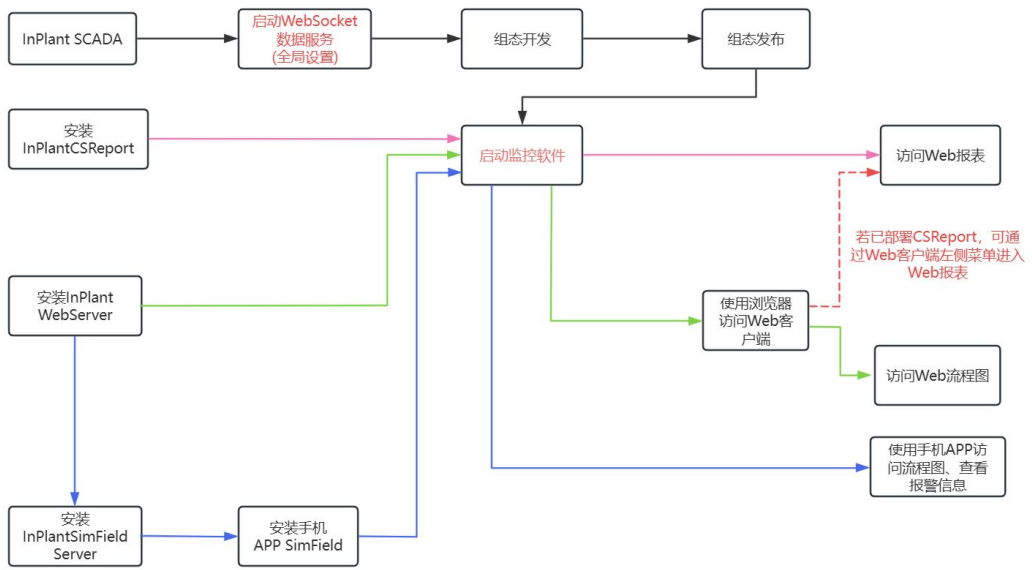 InPlant SCADA
启动WebSocket
数据服务
(全局设置)
组态开发
组态发布
安装
InPlantCSReport
启动监控软件
访问Web报表
若已部署CSReport，可通
过Web客户端左侧菜单进入
Web报表
安装InPlant
WebServer
使用浏览器
访问Web客
户端
访问Web流程图
使用手机APP访
问流程图、查看
报警信息
安装
InPlantSimField
Server
安装手机
APP SimField